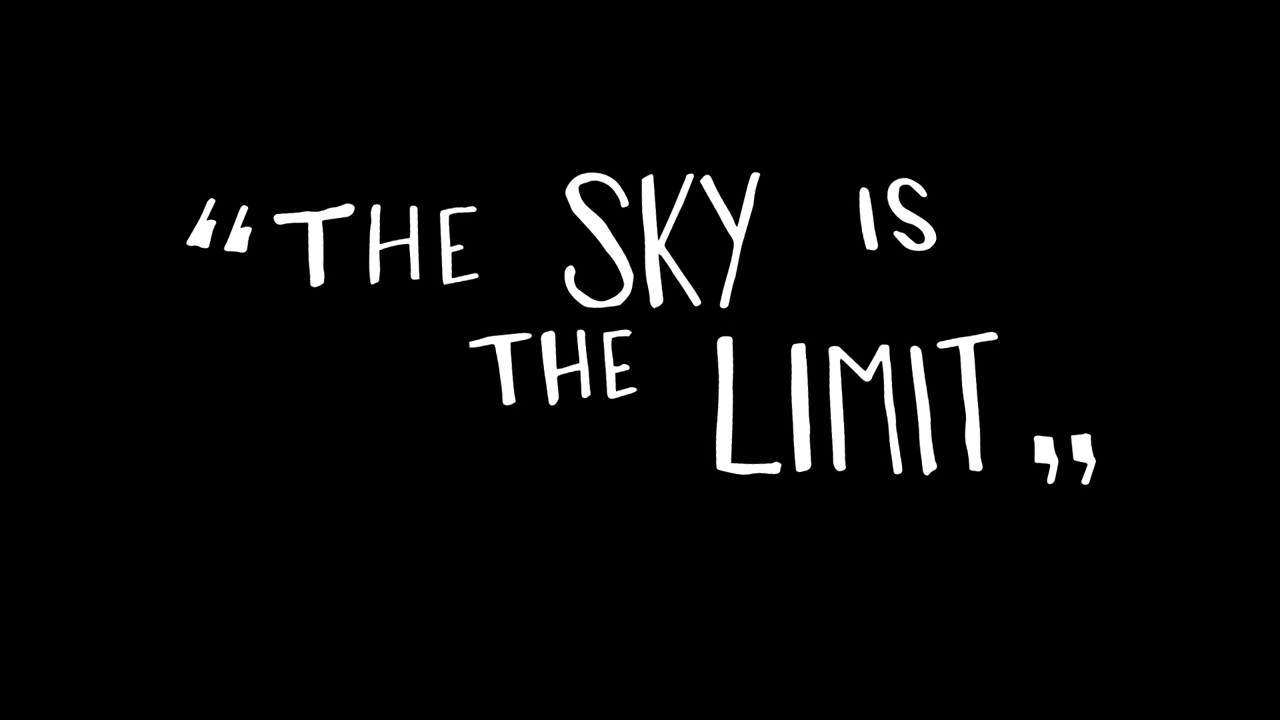 “THE SKY IS
THE LIMIT„